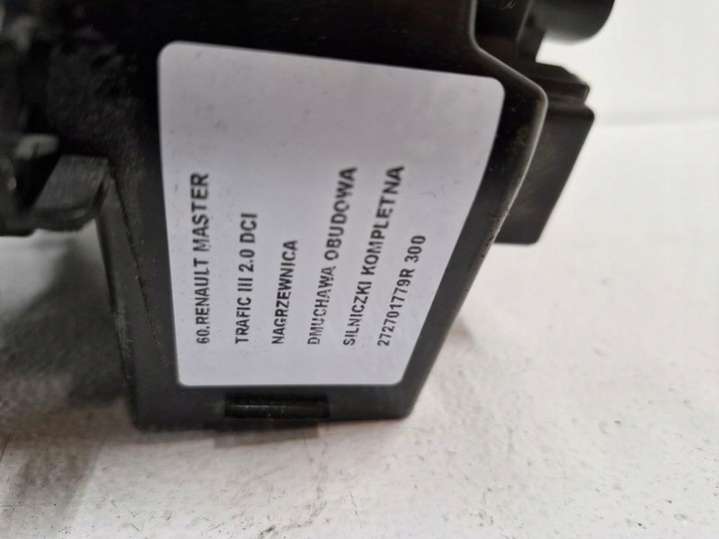 60.RENAULT MASTER
TRAFIC III 2.0 DCI
NAGRZEWNICA
DMUCHAWA OBUDOWA
SILNICZKI KOMPLETNA
272701779R 300